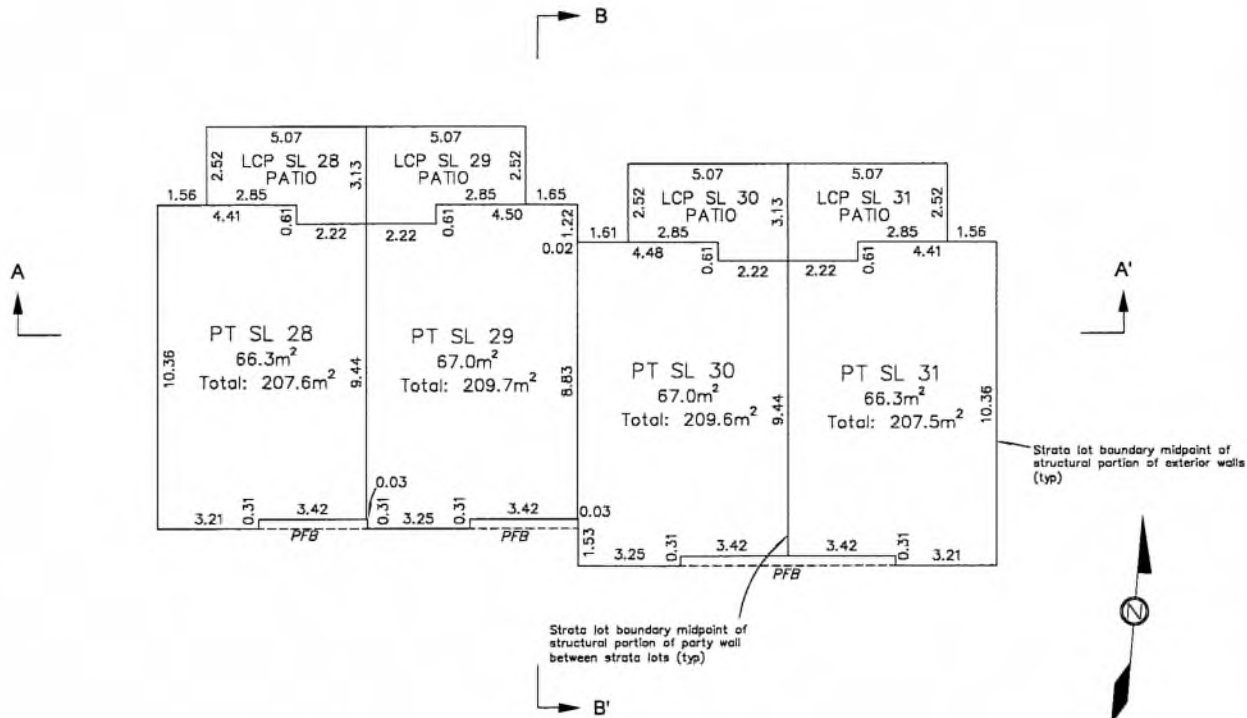 B
5.07
5.07
LCP SL 28
PATIO
LCP SL 29
PATIO
2.52
3.13
2.52
1.56
2.85
2.85
1.65
4.41
0.61
2.22
2.22
0.61
4.50
1.22
0.02
5.07
5.07
LCP SL 30
PATIO
LCP SL 31
PATIO
2.52
3.13
2.52
1.61
2.85
2.85
1.56
4.48
0.61
2.22
2.22
0.61
4.41
A
A'
PT SL 28
66.3m²
Total: 207.6m²
10.36
9.44
PT SL 29
67.0m²
Total: 209.7m²
8.83
PT SL 30
67.0m²
Total: 209.6m²
9.44
PT SL 31
66.3m²
Total: 207.5m²
10.36
Strata lot boundary midpoint of
structural portion of exterior walls
(typ)
0.03
3.21
0.31
3.42
0.31
3.25
0.31
3.42
0.03
PFB
PFB
1.53
3.25
0.31
3.42
3.42
0.31
3.21
PFB
Strata lot boundary midpoint of
structural portion of party wall
between strata lots (typ)
N
B'